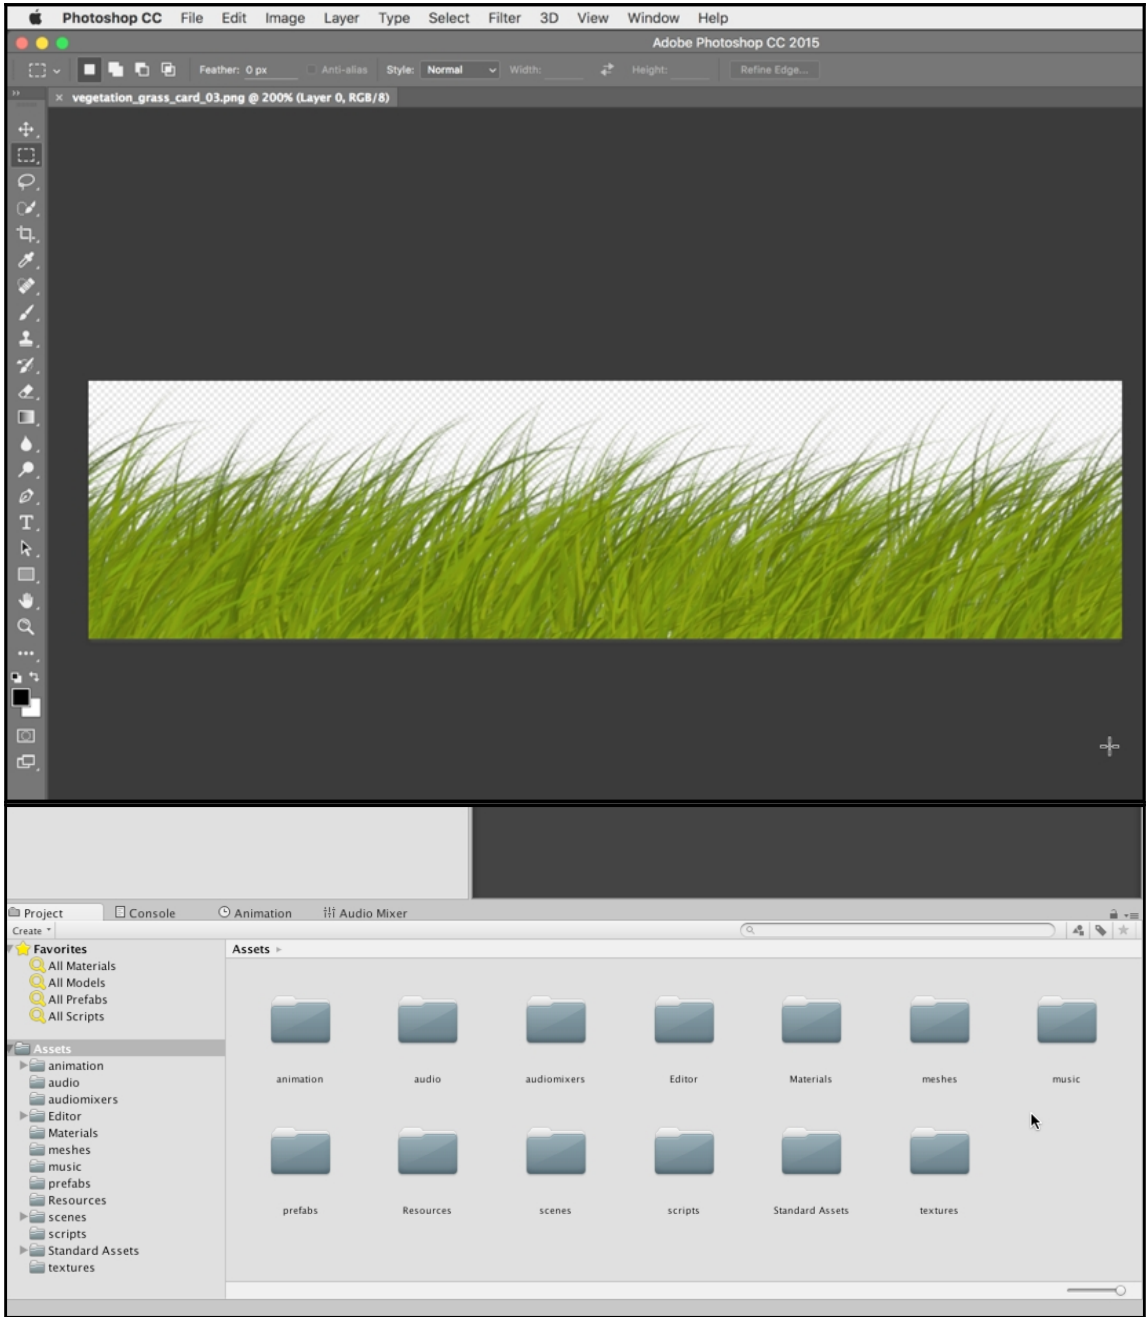 Photoshop CC File Edit Image Layer Type Select Filter 3D View Window Help
Adobe Photoshop CC 2015
Feather: 0 px Anti-alias Style: Normal Width: Height: Refine Edge...
vegetation_grass_card_03.png @ 200% (Layer 0, RGB/8)
T
Project Console Animation Audio Mixer
Create
Favorites
All Materials
All Models
All Prefabs
All Scripts
Assets
animation
audio
audiomixers
Editor
Materials
meshes
music
prefabs
Resources
scenes
scripts
Standard Assets
textures
Assets
animation audio audiomixers Editor Materials meshes music
prefabs Resources scenes scripts Standard Assets textures